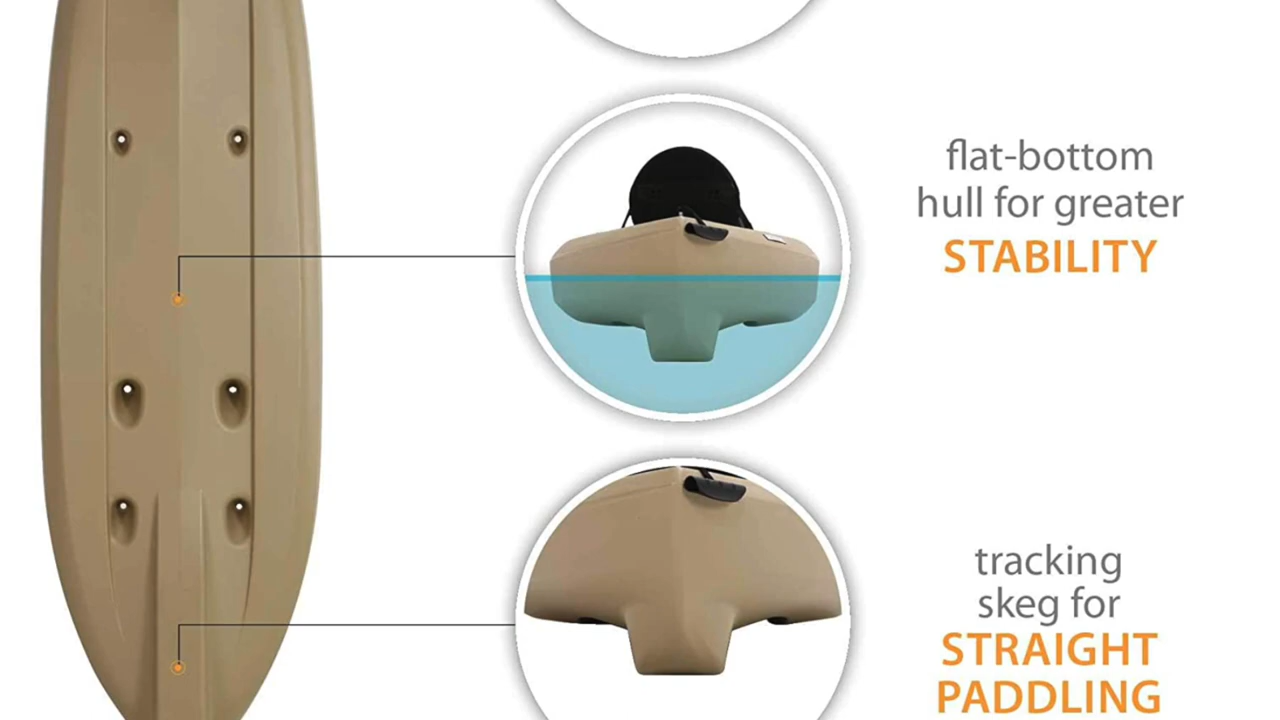 flat-bottom
hull for greater
STABILITY
tracking
skeg for
STRAIGHT
PADDLING